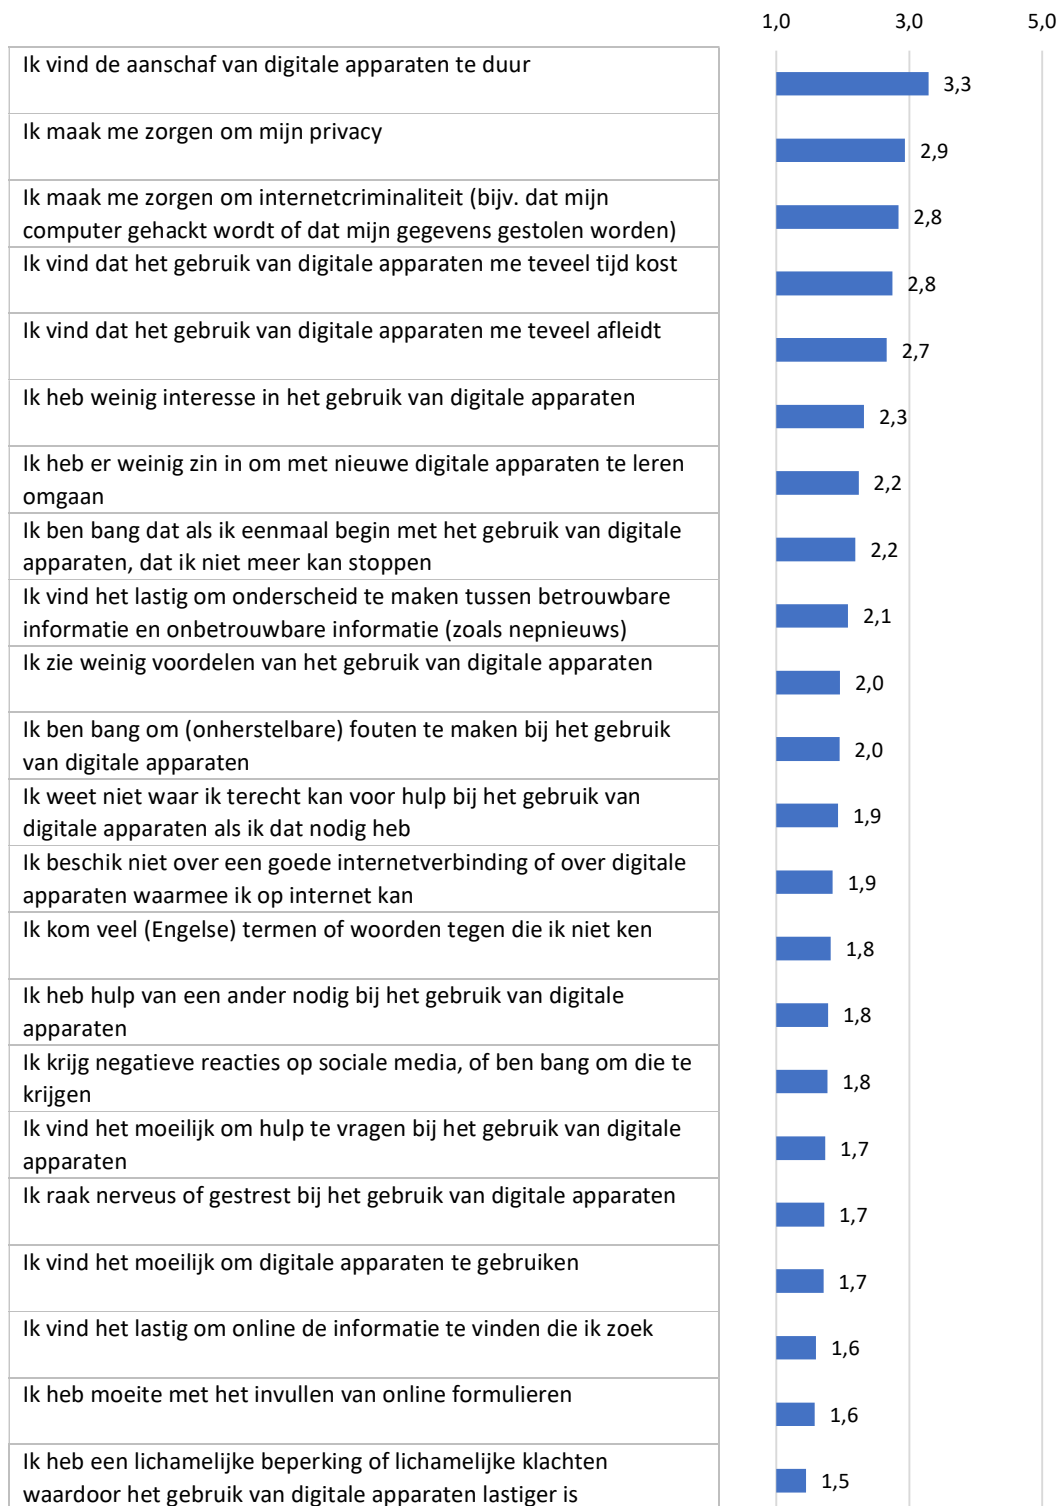 1,0 3,0 5,0
Ik vind de aanschaf van digitale apparaten te duur
3,3
Ik maak me zorgen om mijn privacy
2,9
Ik maak me zorgen om internetcriminaliteit (bijv. dat mijn
computer gehackt wordt of dat mijn gegevens gestolen worden)
2,8
Ik vind dat het gebruik van digitale apparaten me teveel tijd kost
2,8
Ik vind dat het gebruik van digitale apparaten me teveel afleidt
2,7
Ik heb weinig interesse in het gebruik van digitale apparaten
2,3
Ik heb er weinig zin in om met nieuwe digitale apparaten te leren
omgaan
2,2
Ik ben bang dat als ik eenmaal begin met het gebruik van digitale
apparaten, dat ik niet meer kan stoppen
2,2
Ik vind het lastig om onderscheid te maken tussen betrouwbare
informatie en onbetrouwbare informatie (zoals nepnieuws)
2,1
Ik zie weinig voordelen van het gebruik van digitale apparaten
2,0
Ik ben bang om (onherstelbare) fouten te maken bij het gebruik
van digitale apparaten
2,0
Ik weet niet waar ik terecht kan voor hulp bij het gebruik van
digitale apparaten als ik dat nodig heb
1,9
Ik beschik niet over een goede internetverbinding of over digitale
apparaten waarmee ik op internet kan
1,9
Ik kom veel (Engelse) termen of woorden tegen die ik niet ken
1,8
Ik heb hulp van een ander nodig bij het gebruik van digitale
apparaten
1,8
Ik krijg negatieve reacties op sociale media, of ben bang om die te
krijgen
1,8
Ik vind het moeilijk om hulp te vragen bij het gebruik van digitale
apparaten
1,7
Ik raak nerveus of gestrest bij het gebruik van digitale apparaten
1,7
Ik vind het moeilijk om digitale apparaten te gebruiken
1,7
Ik vind het lastig om online de informatie te vinden die ik zoek
1,6
Ik heb moeite met het invullen van online formulieren
1,6
Ik heb een lichamelijke beperking of lichamelijke klachten
waardoor het gebruik van digitale apparaten lastiger is
1,5